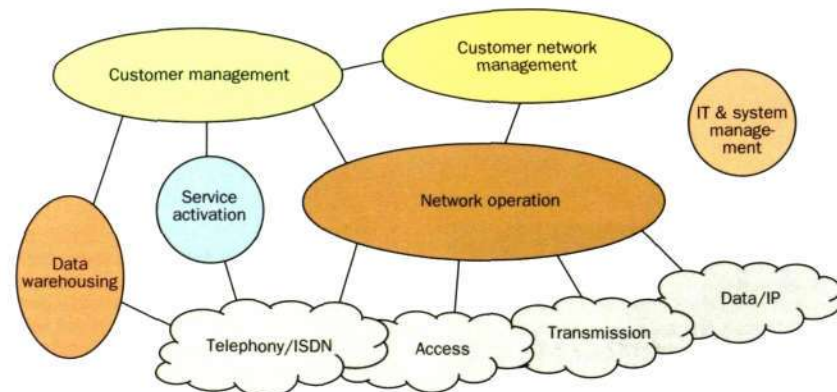 Customer management
Customer network
management
IT & system
manage-
ment
Service
activation
Network operation
Data
warehousing
Data/IP
Telephony/ISDN
Access
Transmission